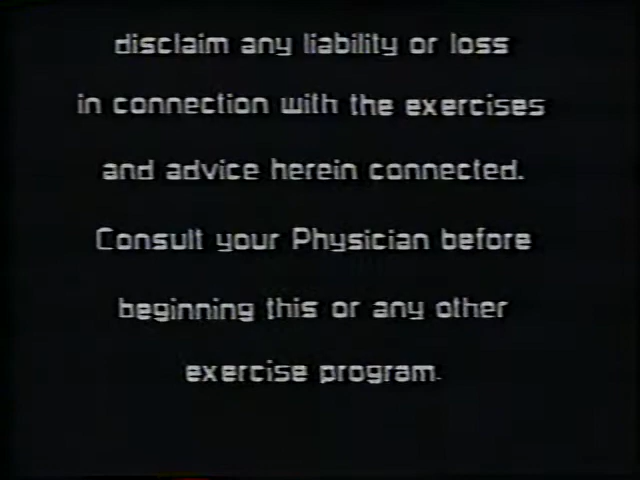 disclaim any liability or loss
in connection with the exercises
and advice herein connected.
Consult your Physician before
beginning this or any other
exercise program.